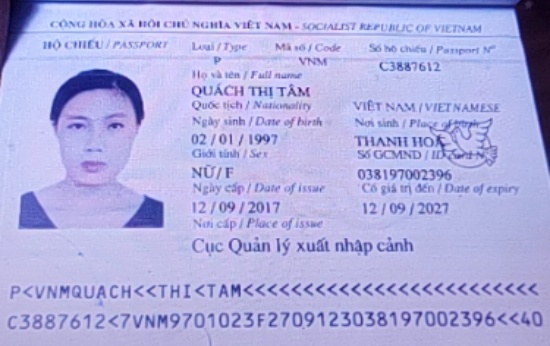 CỘNG HÒA XÃ HỘI CHỦ NGHĨA VIỆT NAM - SOCIALIST REPUBLIC OF VIETNAM
HỘ CHIẾU / PASSPORT Loại / Type Mã số / Code Số hộ chiếu / Passport Nº
P VNM C3887612
Họ và tên / Full name
QUÁCH THỊ TÂM
Quốc tịch / Nationality VIỆT NAM / VIETNAMESE
Ngày sinh / Date of birth Nơi sinh / Place of birth
02 / 01 / 1997 THANH HOÁ
Giới tính / Sex Số GCMND / ID Card Nº
NỮ / F 038197002396
Ngày cấp / Date of issue Có giá trị đến / Date of expiry
12 / 09 / 2017 12 / 09 / 2027
Nơi cấp / Place of issue
Cục Quản lý xuất nhập cảnh
P<VNMQUACH<<THI<TAM<<<<<<<<<<<<<<<<<<<<<<<<<
C3887612<7VNM9701023F2709123038197002396<<40